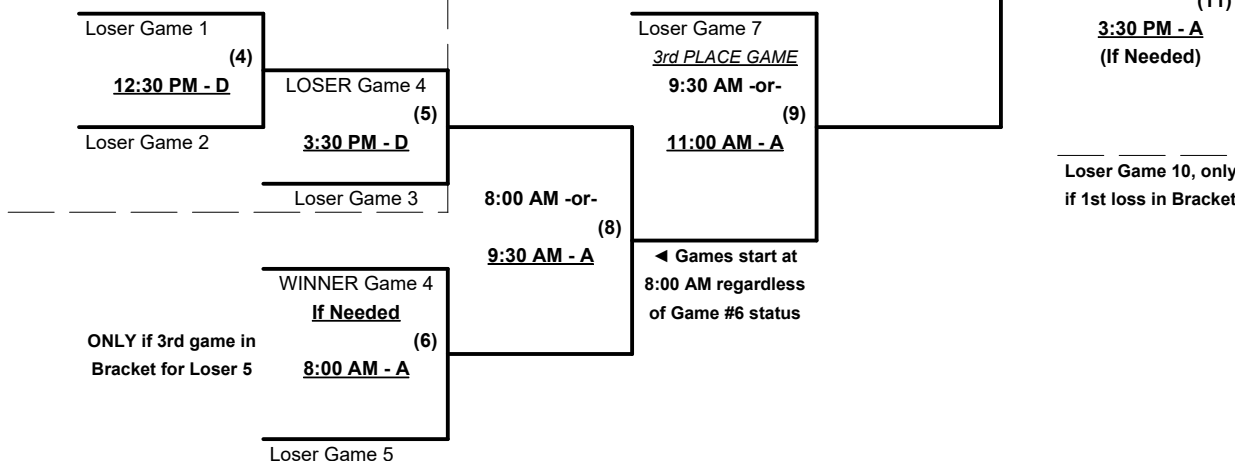 Loser Game 1
(4)
12:30 PM - D
Loser Game 2
LOSER Game 4
(5)
3:30 PM - D
Loser Game 3
WINNER Game 4
If Needed
(6)
8:00 AM - A
ONLY if 3rd game in
Bracket for Loser 5
Loser Game 5
8:00 AM -or-
(8)
9:30 AM - A
◄ Games start at
8:00 AM regardless
of Game #6 status
Loser Game 7
3rd PLACE GAME
9:30 AM -or-
(9)
11:00 AM - A
(11)
3:30 PM - A
(If Needed)
Loser Game 10, only
if 1st loss in Bracket